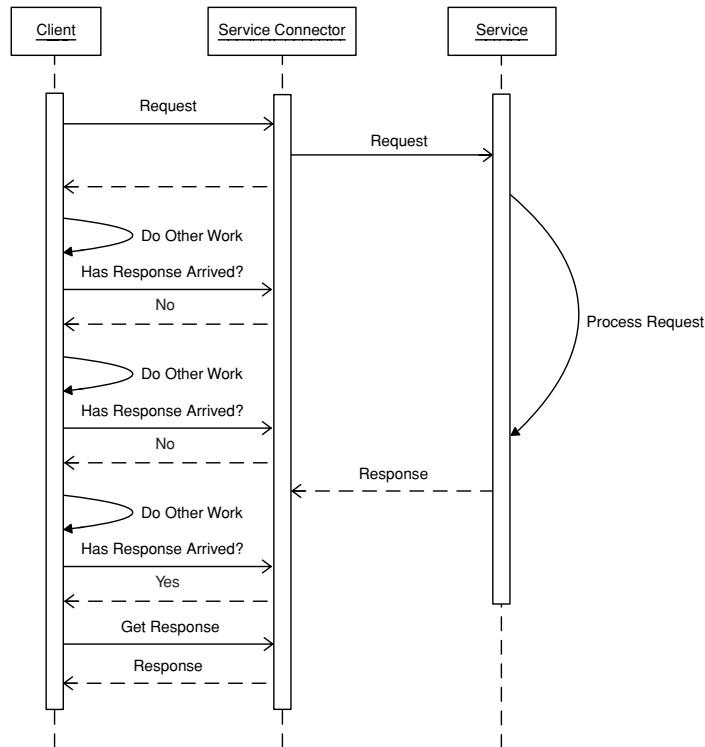 Client
Service Connector
Service
Request
Request
Do Other Work
Has Response Arrived?
No
Process Request
Do Other Work
Has Response Arrived?
No
Response
Do Other Work
Has Response Arrived?
Yes
Get Response
Response